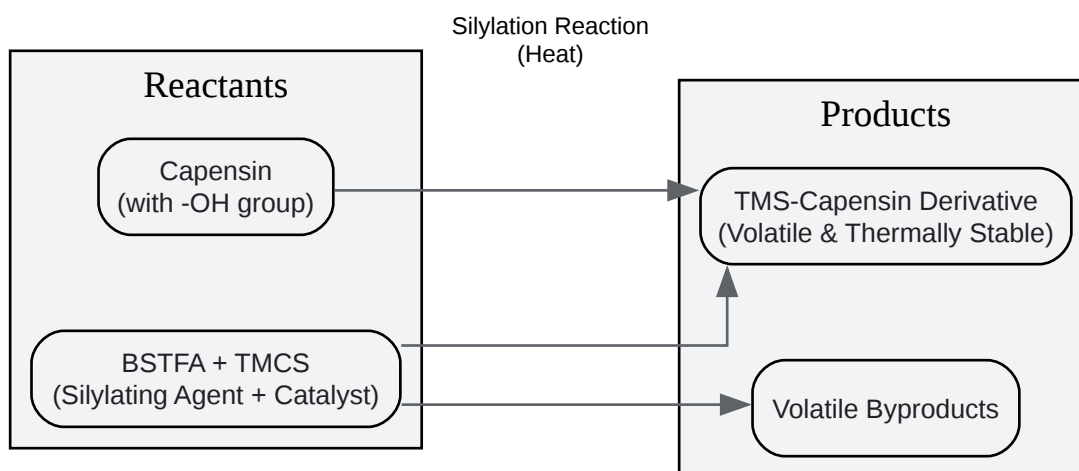 Silylation Reaction
(Heat)
Reactants
Capensin
(with -OH group)
BSTFA + TMCS
(Silylating Agent + Catalyst)
Products
TMS-Capensin Derivative
(Volatile & Thermally Stable)
Volatile Byproducts